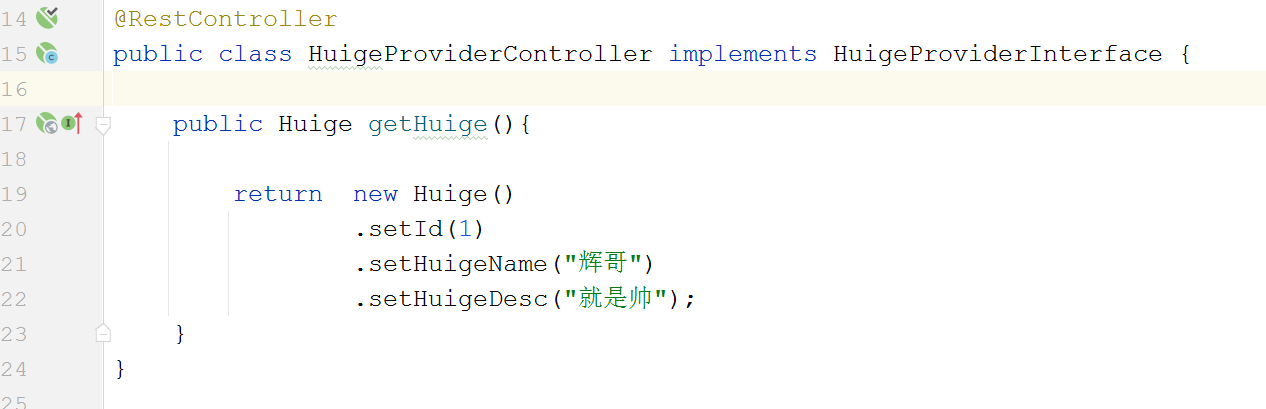 14 @RestController
15 public class HuigeProviderController implements HuigeProviderInterface {
16
17 public Huige getHuige(){
18
19 return  new Huige()
20 .setId(1)
21 .setHuigeName("辉哥")
22 .setHuigeDesc("就是帅");
23 }
24 }
25